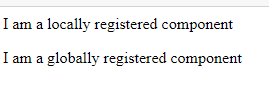 I am a locally registered component
I am a globally registered component